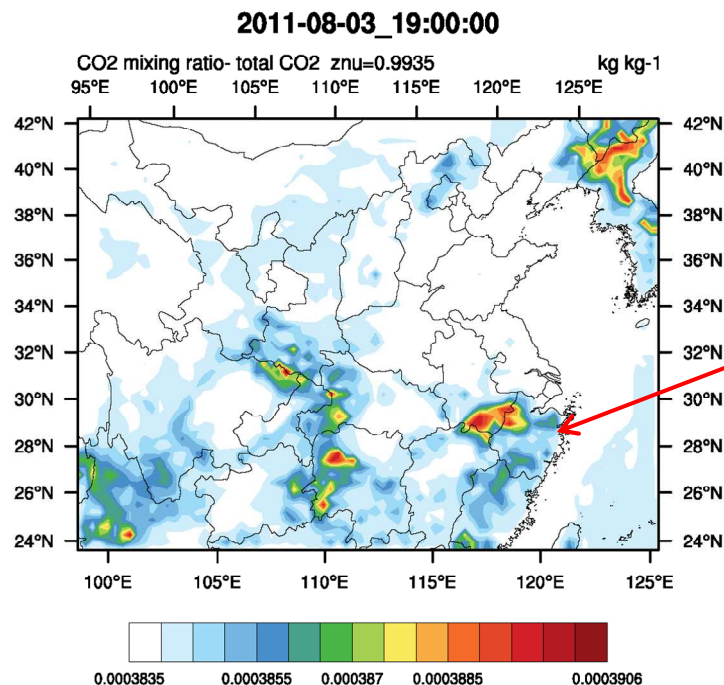 2011-08-03_19:00:00
CO2 mixing ratio- total CO2 znu=0.9935 kg kg-1
95°E 100°E 105°E 110°E 115°E 120°E 125°E
42°N 42°N
40°N 40°N
38°N 38°N
36°N 36°N
34°N 34°N
32°N 32°N
30°N 30°N
28°N 28°N
26°N 26°N
24°N 24°N
100°E 105°E 110°E 115°E 120°E 125°E
0.0003835 0.0003855 0.000387 0.0003885 0.0003906